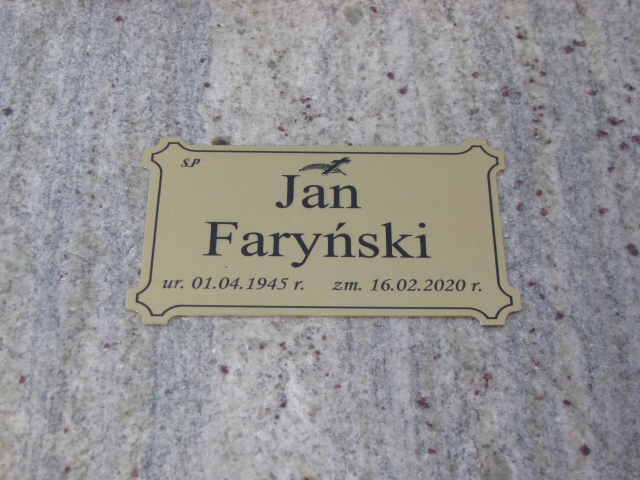 S.P
Jan
Faryński
ur. 01.04.1945 r. zm. 16.02.2020 r.